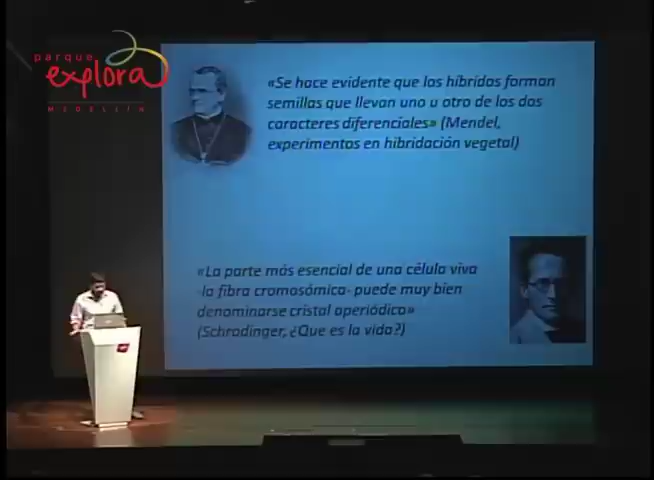 parque
explora
MEDELLÍN
«Se hace evidente que los híbridos forman
semillas que llevan uno u otro de los dos
caracteres diferenciales» (Mendel,
experimentos en hibridación vegetal)
«La parte más esencial de una célula viva
-la fibra cromosómica- puede muy bien
denominarse cristal aperiódico»
(Schrodinger, ¿Que es la vida?)